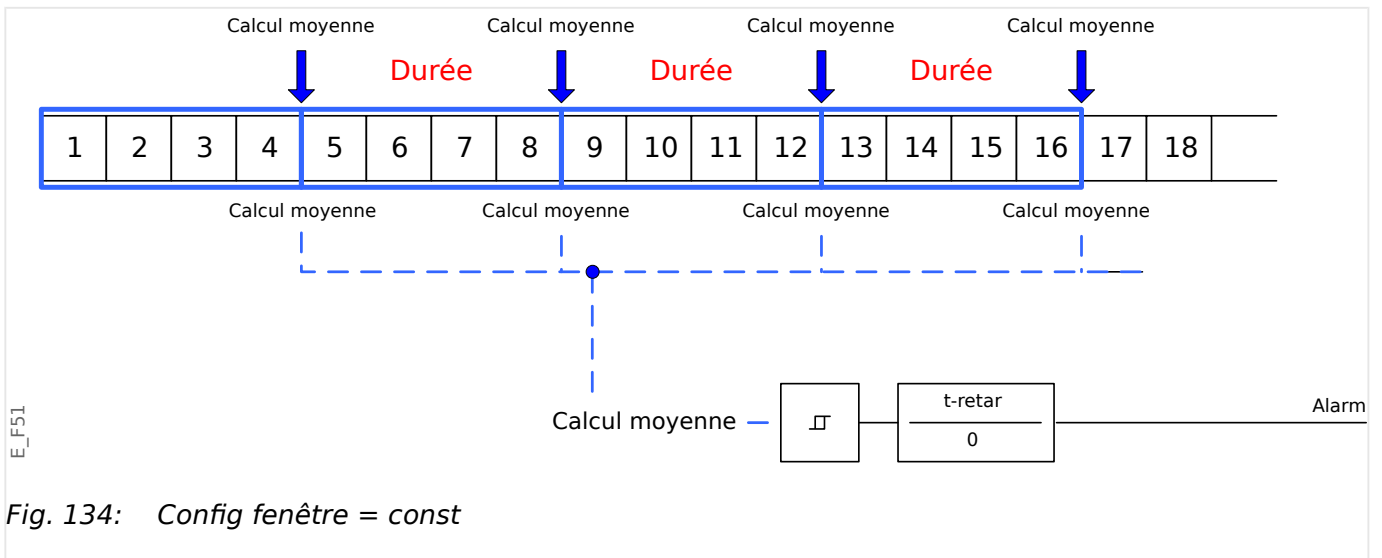 Calcul moyenne Calcul moyenne Calcul moyenne Calcul moyenne
Durée Durée Durée
1 2 3 4 5 6 7 8 9 10 11 12 13 14 15 16 17 18
Calcul moyenne Calcul moyenne Calcul moyenne Calcul moyenne
t-retar
Alarm
Calcul moyenne
0
E_F51
Fig. 134: Config fenêtre = const